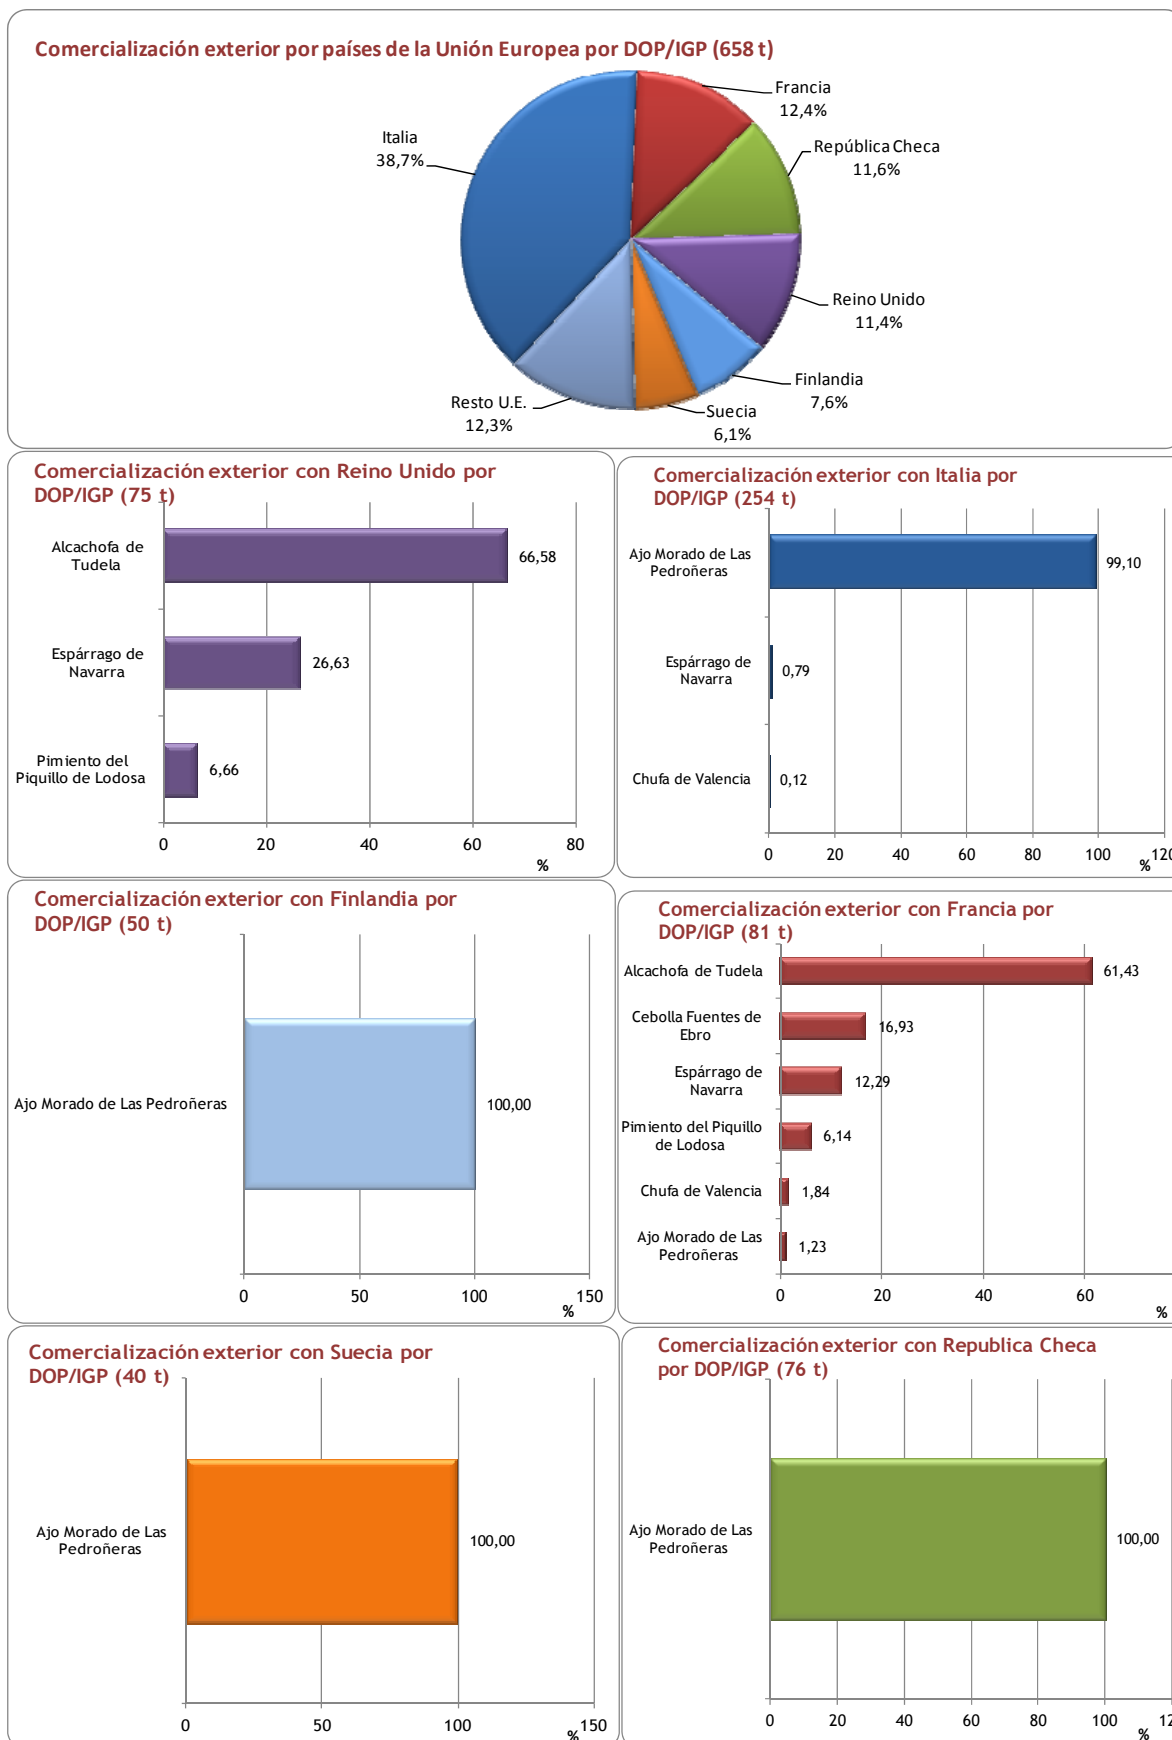 Comercialización exterior por países de la Unión Europea por DOP/IGP (658 t)
Francia
12,4%
República Checa
11,6%
Reino Unido
11,4%
Finlandia
7,6%
Suecia
6,1%
Resto U.E.
12,3%
Italia
38,7%
Comercialización exterior con Reino Unido por
DOP/IGP (75 t)
Alcachofa de
Tudela
66,58
Espárrago de
Navarra
26,63
Pimiento del
Piquillo de Lodosa
6,66
0 20 40 60 80
%
Comercialización exterior con Italia por
DOP/IGP (254 t)
Ajo Morado de Las
Pedroñeras
99,10
Espárrago de
Navarra
0,79
Chufa de Valencia
0,12
0 20 40 60 80 100 120
%
Comercialización exterior con Finlandia por
DOP/IGP (50 t)
Ajo Morado de Las Pedroñeras
100,00
0 50 100 150
%
Comercialización exterior con Francia por
DOP/IGP (81 t)
Alcachofa de Tudela
61,43
Cebolla Fuentes de
Ebro
16,93
Espárrago de
Navarra
12,29
Pimiento del Piquillo
de Lodosa
6,14
Chufa de Valencia
1,84
Ajo Morado de Las
Pedroñeras
1,23
0 20 40 60
%
Comercialización exterior con Suecia por
DOP/IGP (40 t)
Ajo Morado de Las
Pedroñeras
100,00
0 50 100 150
%
Comercialización exterior con Republica Checa
por DOP/IGP (76 t)
Ajo Morado de Las
Pedroñeras
100,00
0 20 40 60 80 100 120
%